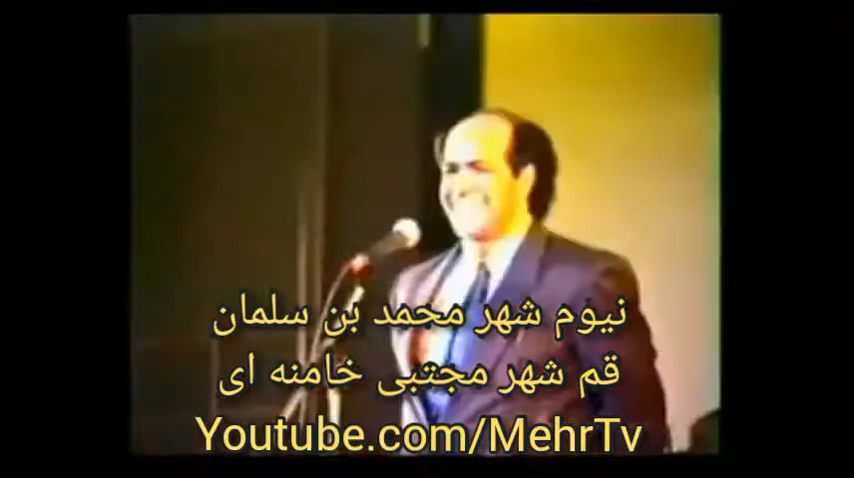 نیوم شهر محمد بن سلمان
قم شهر مجتبی خامنه ای
Youtube.com/MehrTv